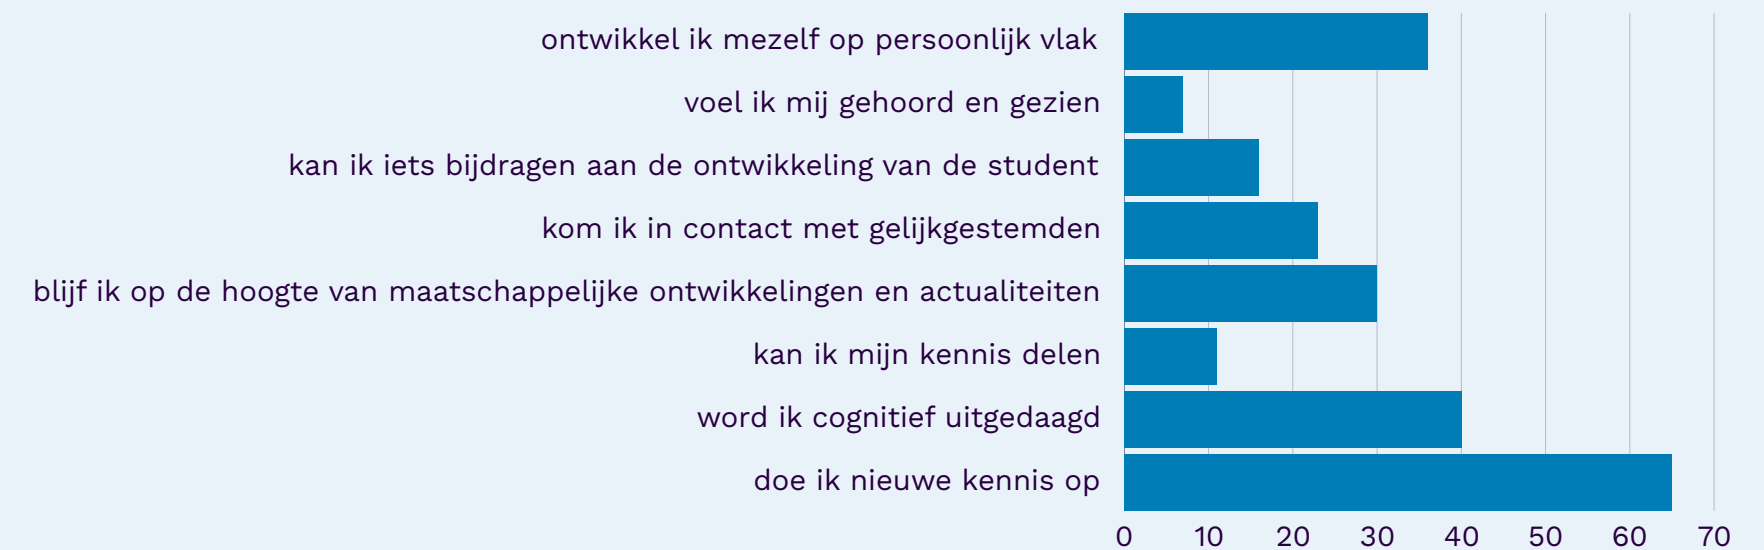 ontwikkel ik mezelf op persoonlijk vlak
voel ik mij gehoord en gezien
kan ik iets bijdragen aan de ontwikkeling van de student
kom ik in contact met gelijkgestemden
blijf ik op de hoogte van maatschappelijke ontwikkelingen en actualiteiten
kan ik mijn kennis delen
word ik cognitief uitgedaagd
doe ik nieuwe kennis op
0 10 20 30 40 50 60 70